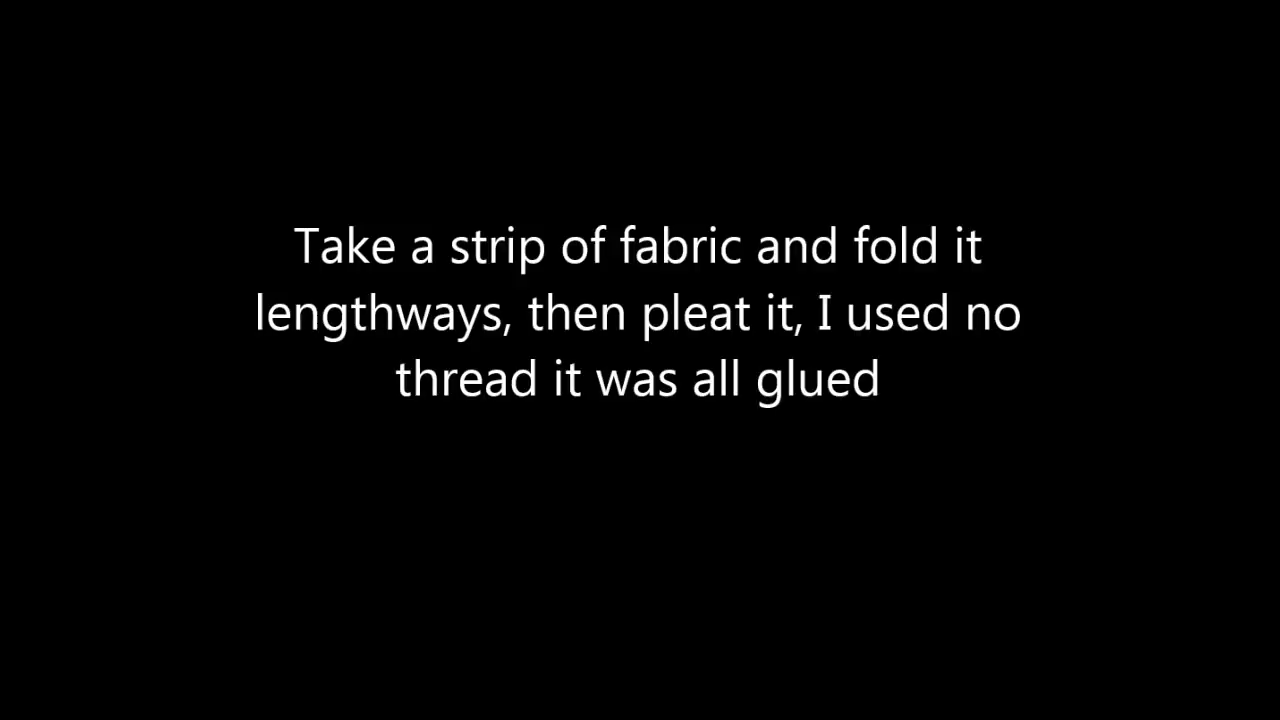 Take a strip of fabric and fold it
lengthways, then pleat it, I used no
thread it was all glued